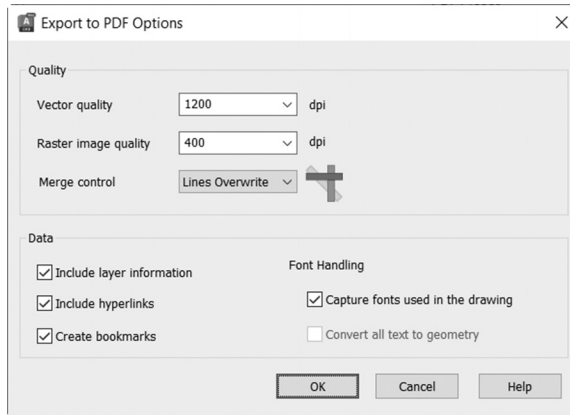 Export to PDF Options
Quality
Vector quality 1200 dpi
Raster image quality 400 dpi
Merge control Lines Overwrite
Data
Include layer information
Include hyperlinks
Create bookmarks
Font Handling
Capture fonts used in the drawing
Convert all text to geometry
OK Cancel Help